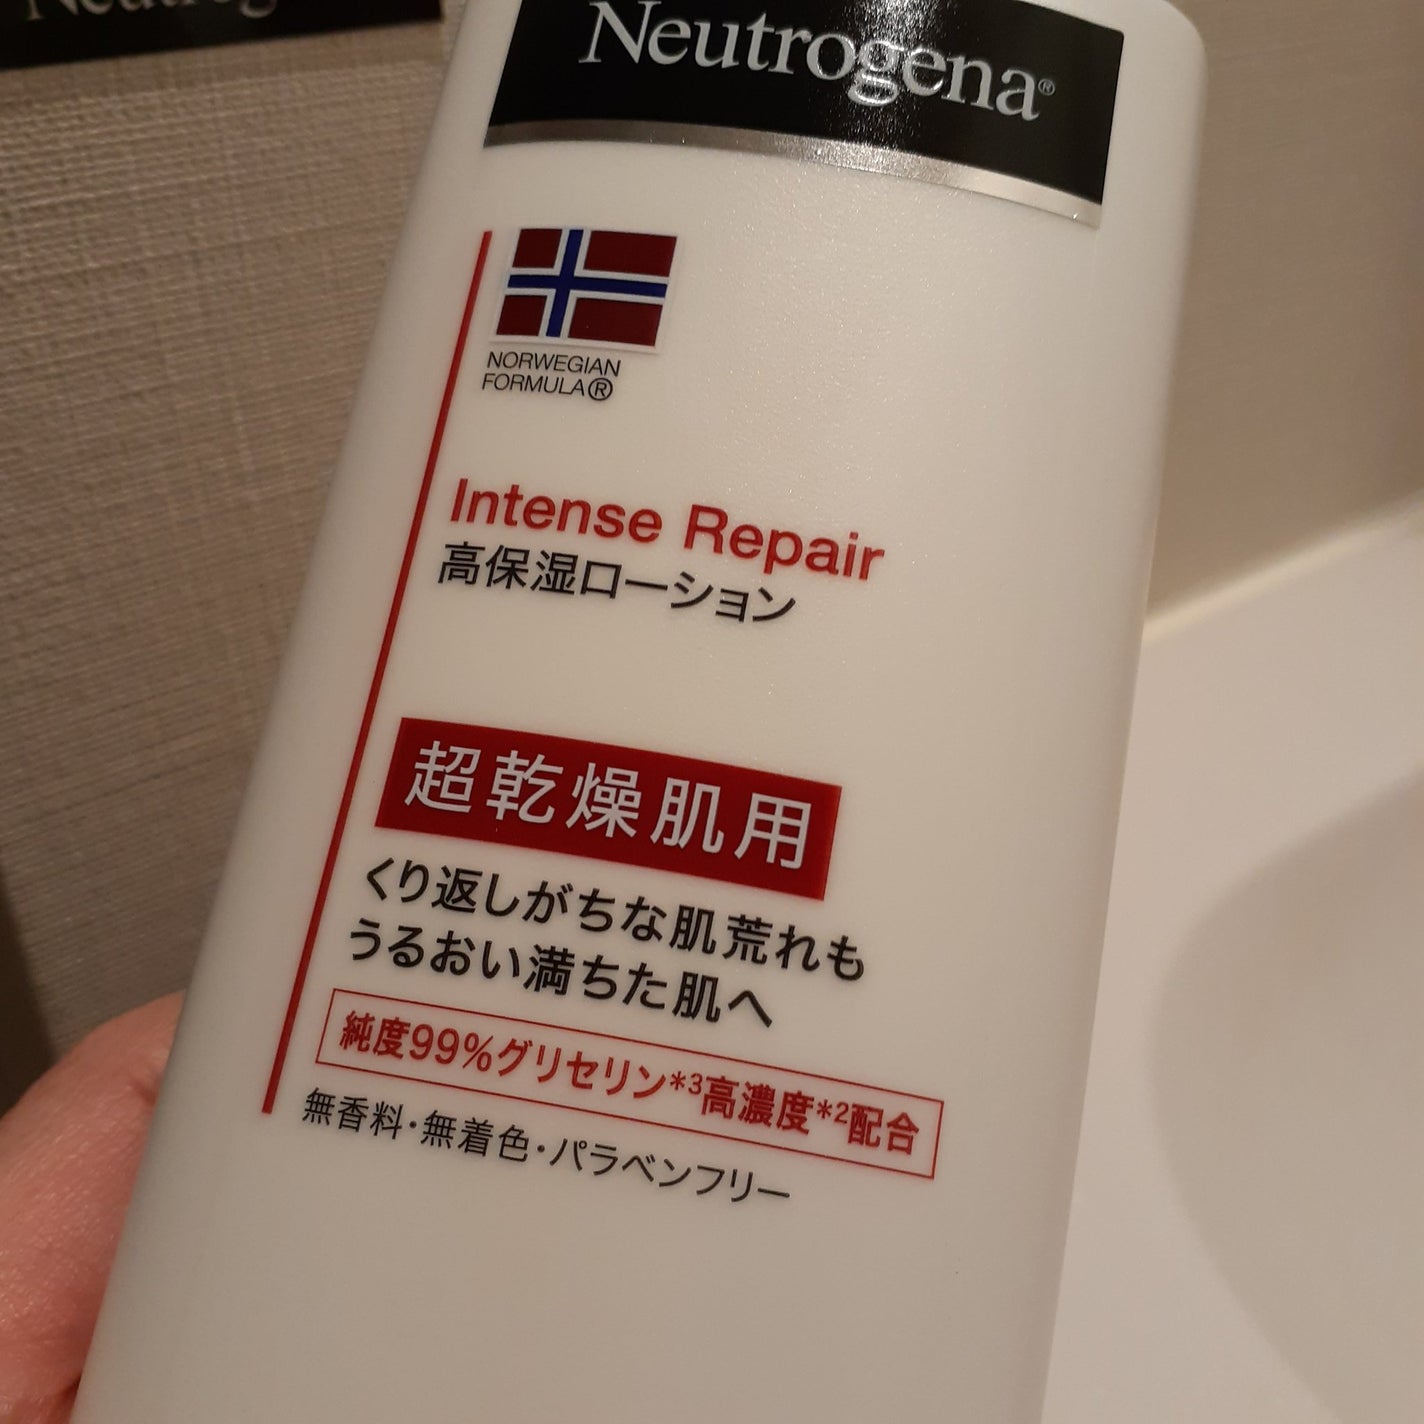 Neutrogena
Neutrogena®
NORWEGIAN
FORMULA®
Intense Repair
高保湿ローション
超乾燥肌用
くり返しがちな肌荒れも
うるおい満ちた肌へ
純度99%グリセリン*3高濃度*2配合
無香料・無着色・パラベンフリー